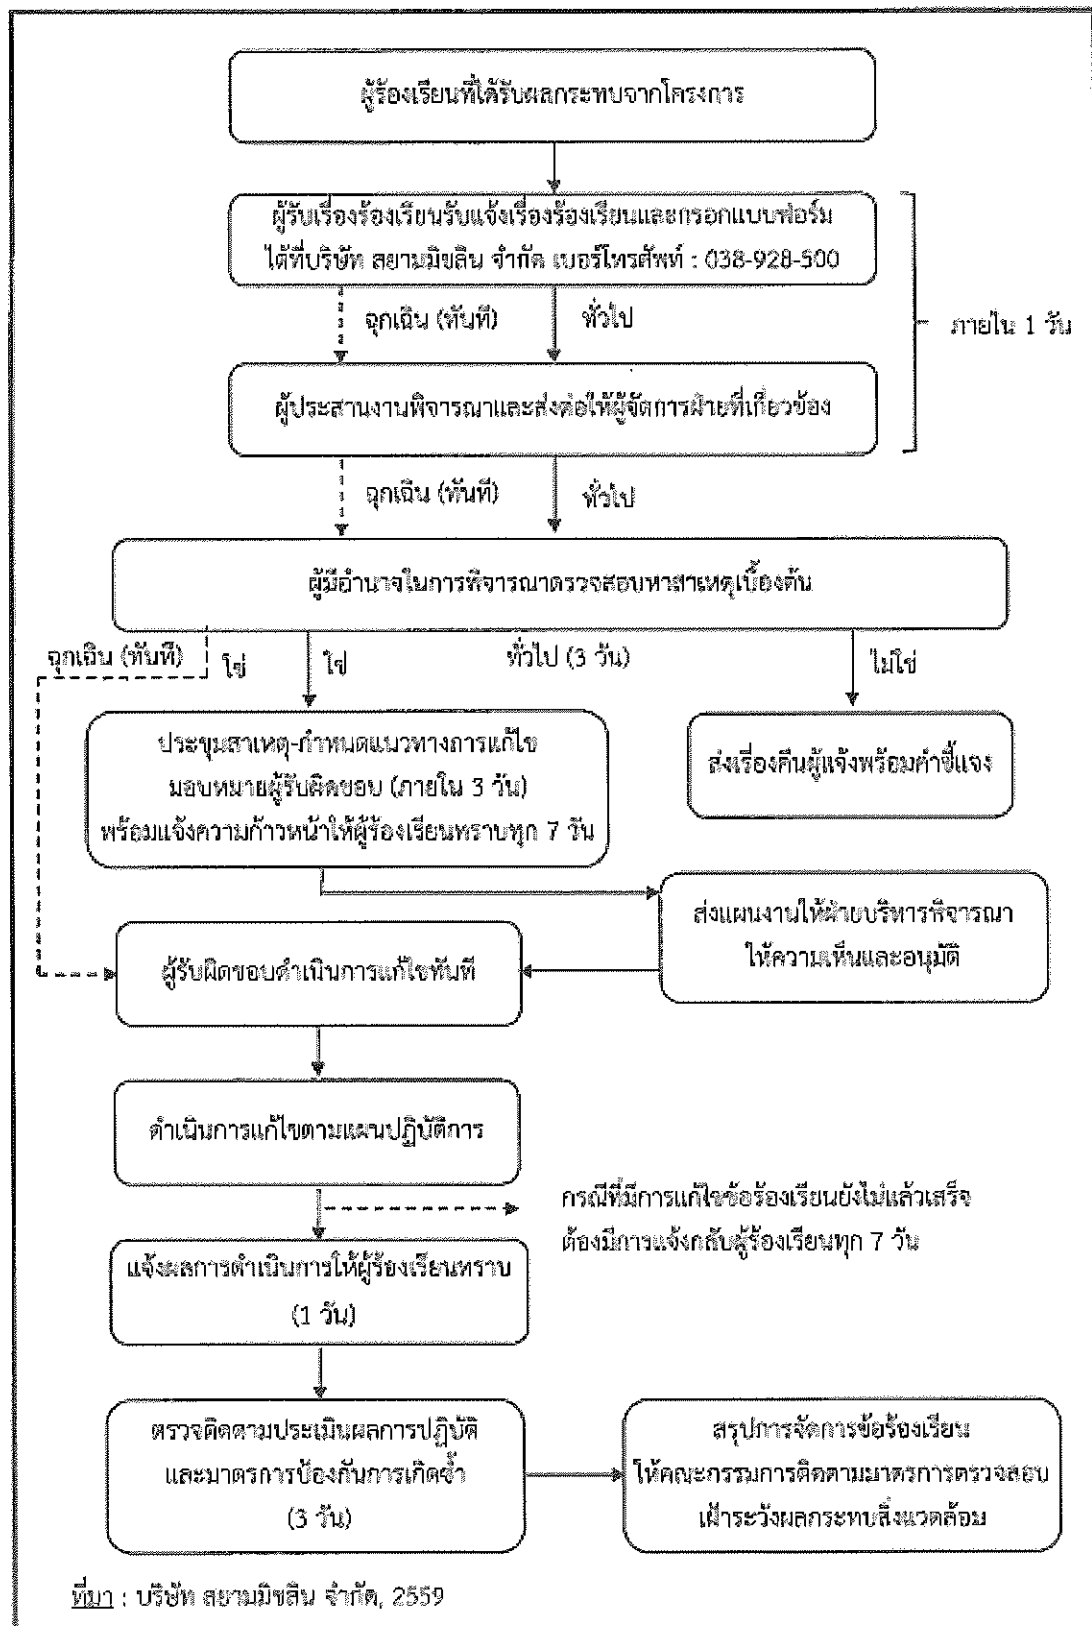 ผู้ร้องเรียนที่ได้รับผลกระทบจากโครงการ
ผู้รับเรื่องร้องเรียนรับแจ้งเรื่องร้องเรียนและกรอกแบบฟอร์ม
ได้ที่บริษัท สยามมิชลิน จำกัด เบอร์โทรศัพท์ : 038-928-500
ฉุกเฉิน (ทันที)
ทั่วไป
ภายใน 1 วัน
ผู้ประสานงานพิจารณาและส่งต่อให้ผู้จัดการฝ่ายที่เกี่ยวข้อง
ฉุกเฉิน (ทันที)
ทั่วไป
ผู้มีอำนาจในการพิจารณาตรวจสอบหาสาเหตุเบื้องต้น
ฉุกเฉิน (ทันที)
ใช่
ใช่
ทั่วไป (3 วัน)
ไม่ใช่
ประชุมสาเหตุ-กำหนดแนวทางการแก้ไข
มอบหมายผู้รับผิดชอบ (ภายใน 3 วัน)
พร้อมแจ้งความก้าวหน้าให้ผู้ร้องเรียนทราบทุก 7 วัน
ส่งเรื่องคืนผู้แจ้งพร้อมคำชี้แจง
ส่งแผนงานให้ฝ่ายบริหารพิจารณา
ให้ความเห็นและอนุมัติ
ผู้รับผิดชอบดำเนินการแก้ไขทันที
ดำเนินการแก้ไขตามแผนปฏิบัติการ
กรณีที่มีการแก้ไขข้อร้องเรียนยังไม่แล้วเสร็จ
ต้องมีการแจ้งกลับผู้ร้องเรียนทุก 7 วัน
แจ้งผลการดำเนินการให้ผู้ร้องเรียนทราบ
(1 วัน)
ตรวจติดตามประเมินผลการปฏิบัติ
และมาตรการป้องกันการเกิดซ้ำ
(3 วัน)
สรุปการจัดการข้อร้องเรียน
ให้คณะกรรมการติดตามมาตรการตรวจสอบ
เฝ้าระวังผลกระทบสิ่งแวดล้อม
ที่มา : บริษัท สยามมิชลิน จำกัด, 2559